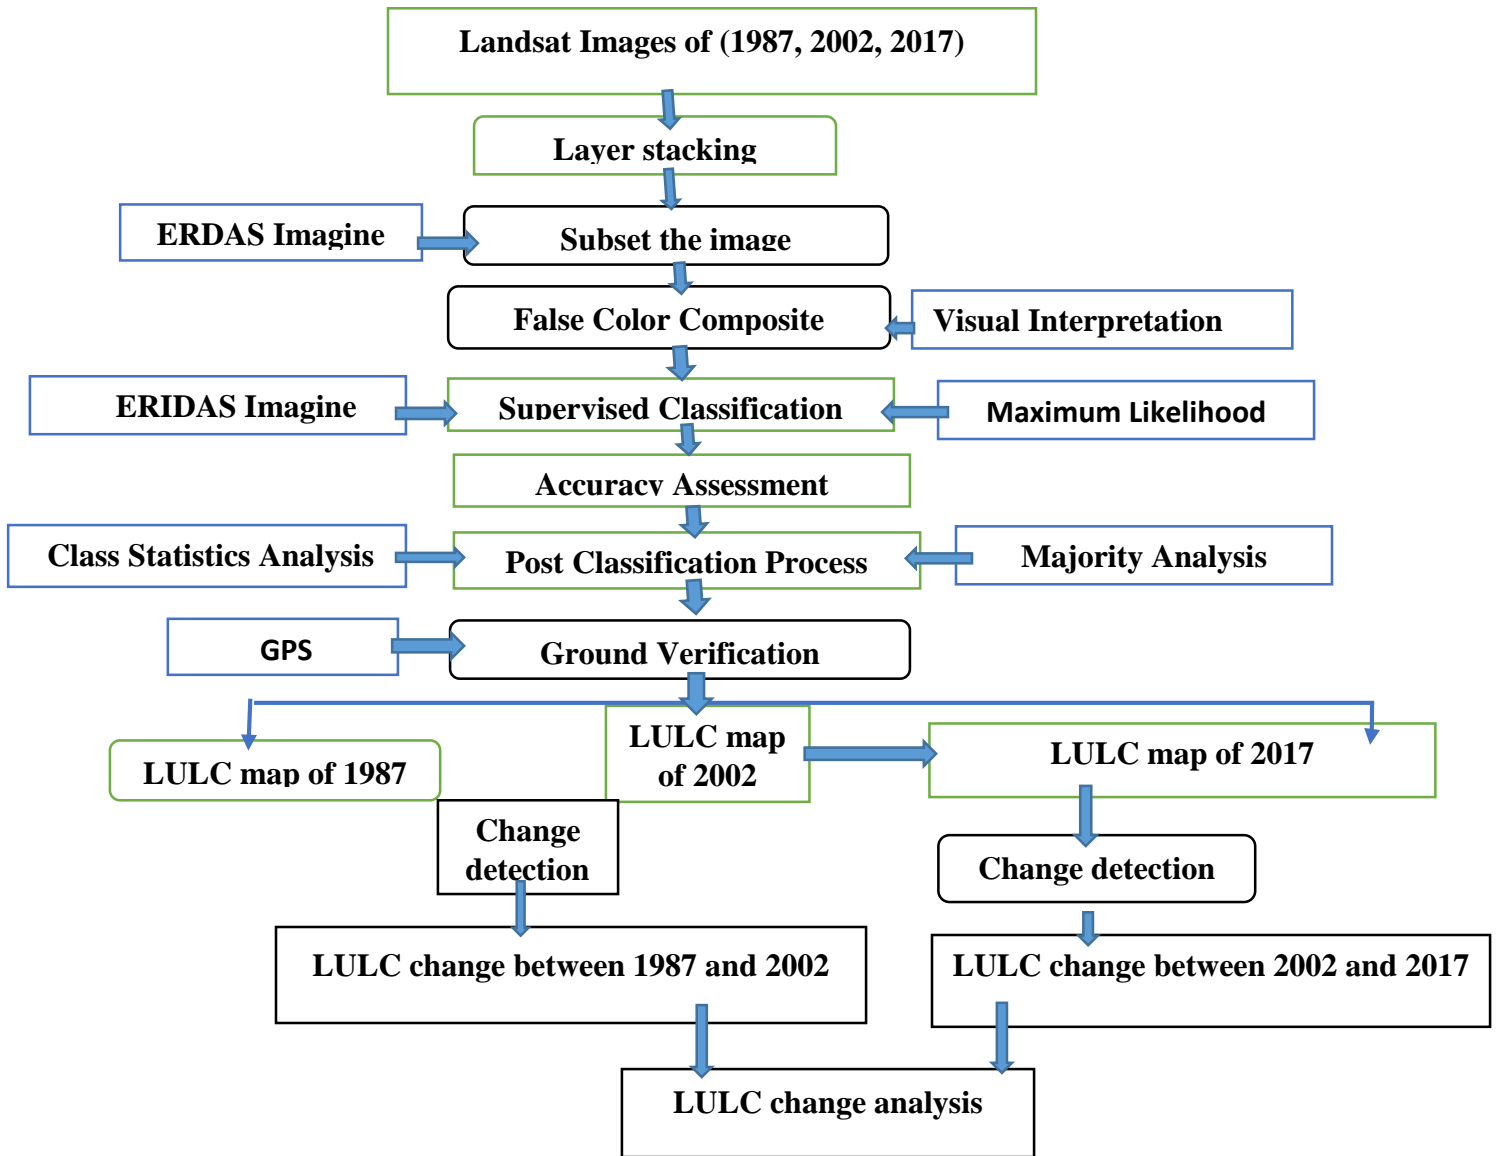 Landsat Images of (1987, 2002, 2017)
Layer stacking
ERDAS Imagine
Subset the image
False Color Composite
Visual Interpretation
ERIDAS Imagine
Supervised Classification
Maximum Likelihood
Accuracy Assessment
Class Statistics Analysis
Post Classification Process
Majority Analysis
GPS
Ground Verification
LULC map of 1987
LULC map
of 2002
LULC map of 2017
Change
detection
Change detection
LULC change between 1987 and 2002
LULC change between 2002 and 2017
LULC change analysis